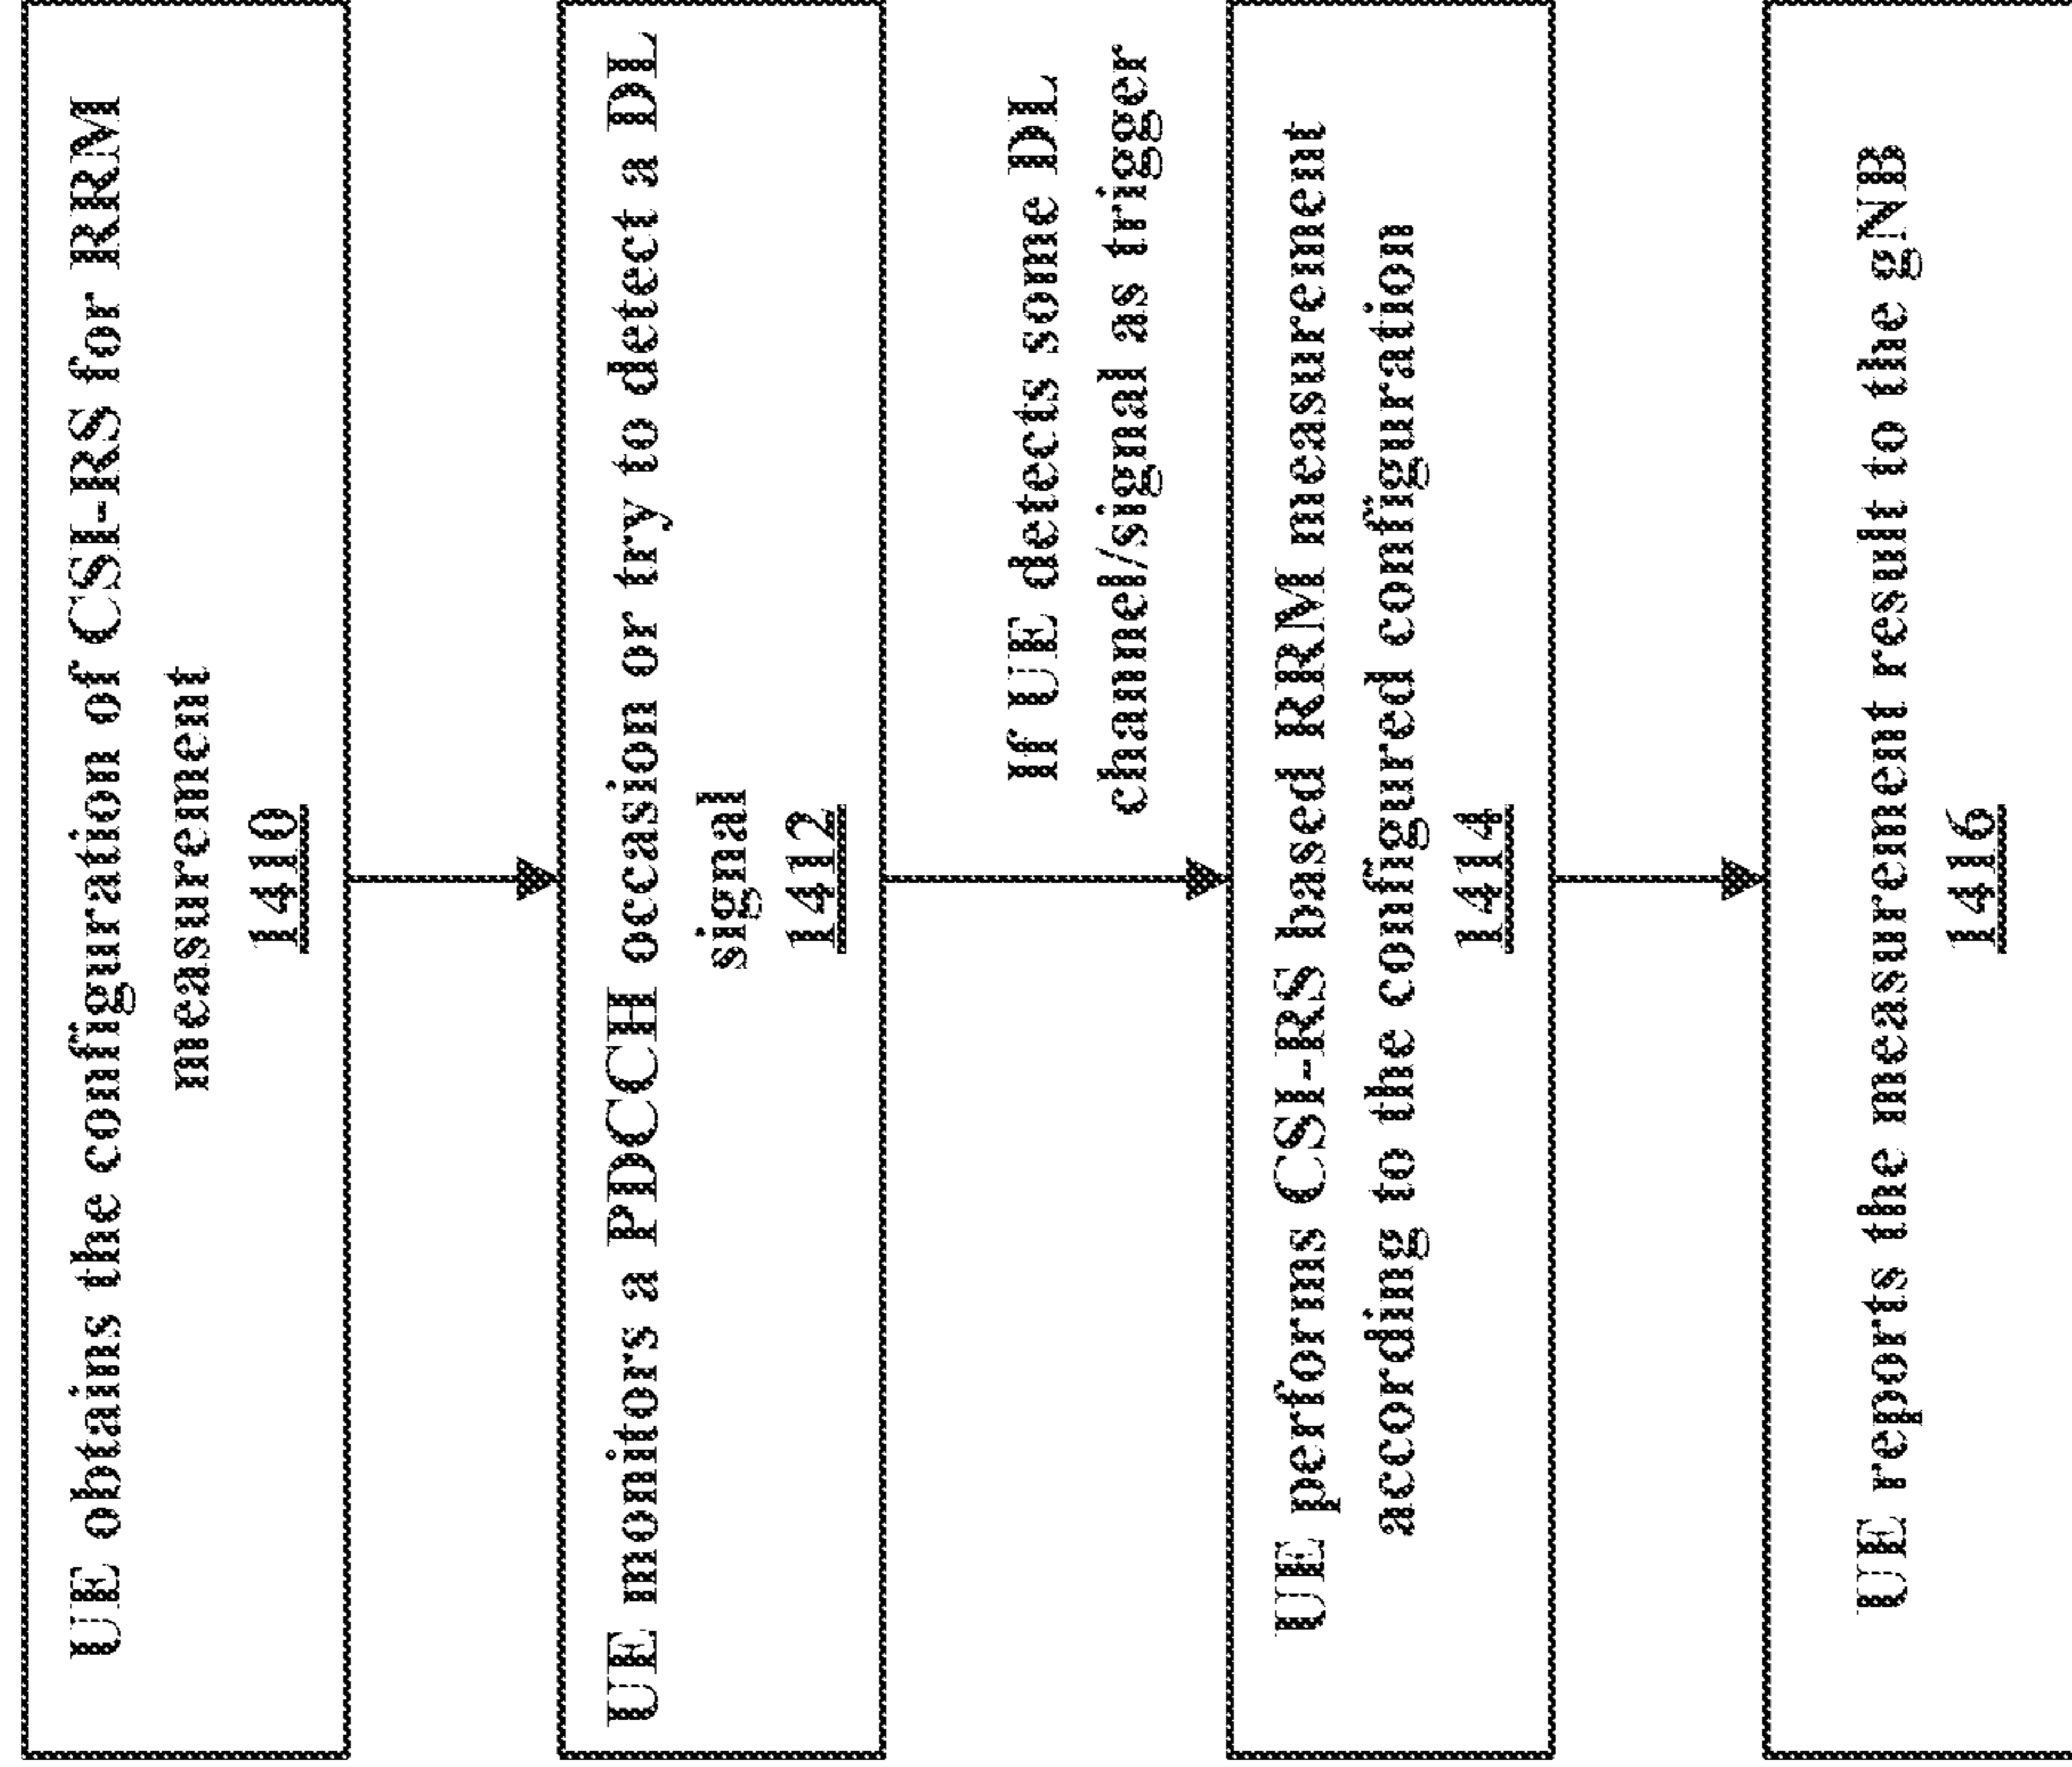 UE obtains the configuration of CSI-RS for RRM
measurement
1410
UE monitors a PDCCH occasion or try to detect a DL
signal
1412
If UE detects some DL
channel/signal as trigger
UE performs CSI-RS based RRM measurement
according to the configured configuration
1414
UE reports the measurement result to the gNB
1416